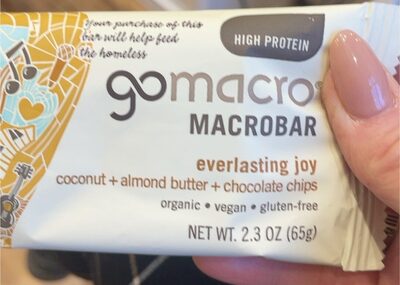 Your purchase of this
bar will help feed
the homeless
HIGH PROTEIN
gomacro
MACROBAR
everlasting joy
coconut + almond butter + chocolate chips
organic • vegan • gluten-free
NET WT. 2.3 OZ (65g)